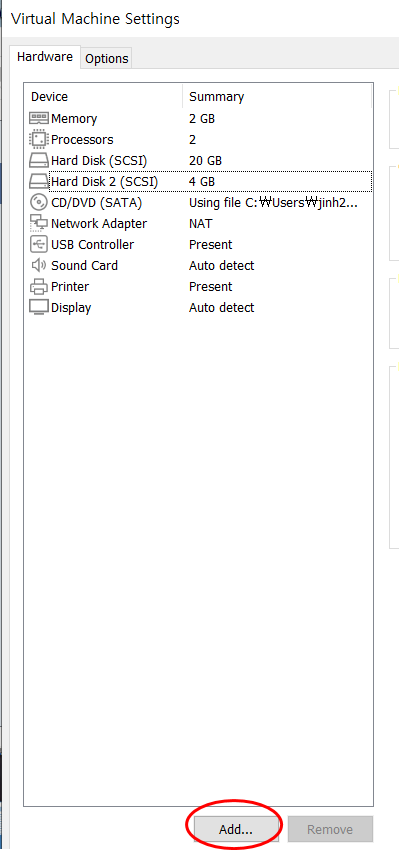 Virtual Machine Settings
Hardware Options
Device Summary
Memory 2 GB
Processors 2
Hard Disk (SCSI) 20 GB
Hard Disk 2 (SCSI) 4 GB
CD/DVD (SATA) Using file C:₩Users₩jinh2...
Network Adapter NAT
USB Controller Present
Sound Card Auto detect
Printer Present
Display Auto detect
Add... Remove